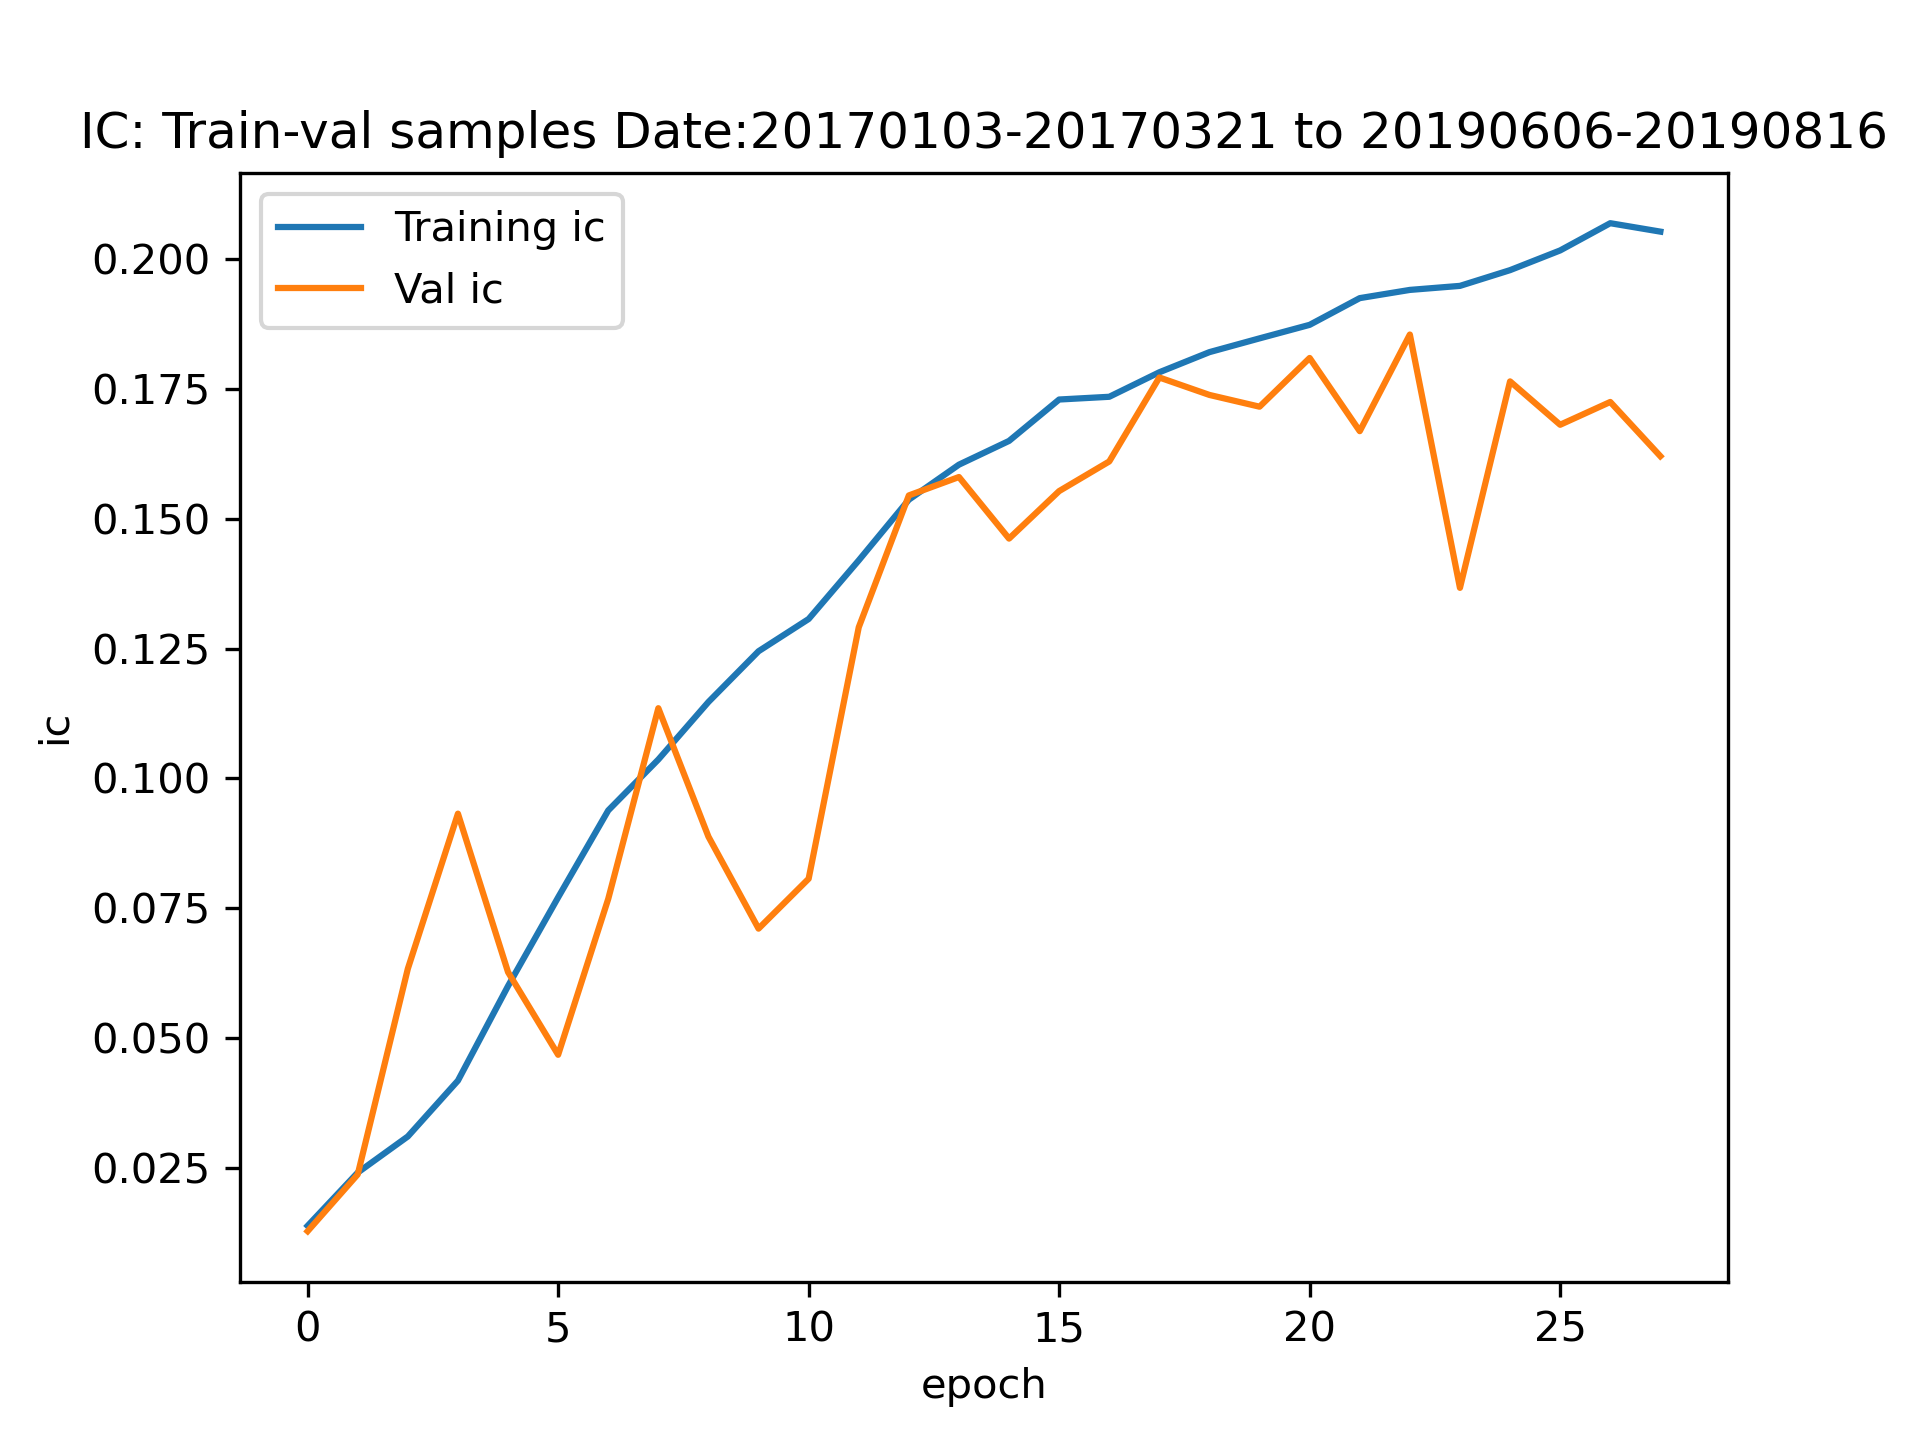 IC: Train-val samples Date:20170103-20170321 to 20190606-20190816
Training ic
Val ic
0.200
0.175
0.150
0.125
0.100
0.075
0.050
0.025
ic
0 5 10 15 20 25
epoch